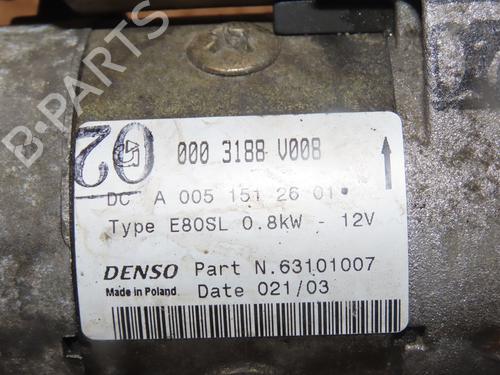 02
000 3188 V008
DC A 005 151 26 01
Type E80SL 0.8kW - 12V
DENSO Part N.63101007
Made in Poland Date 021/03
B-PARTS